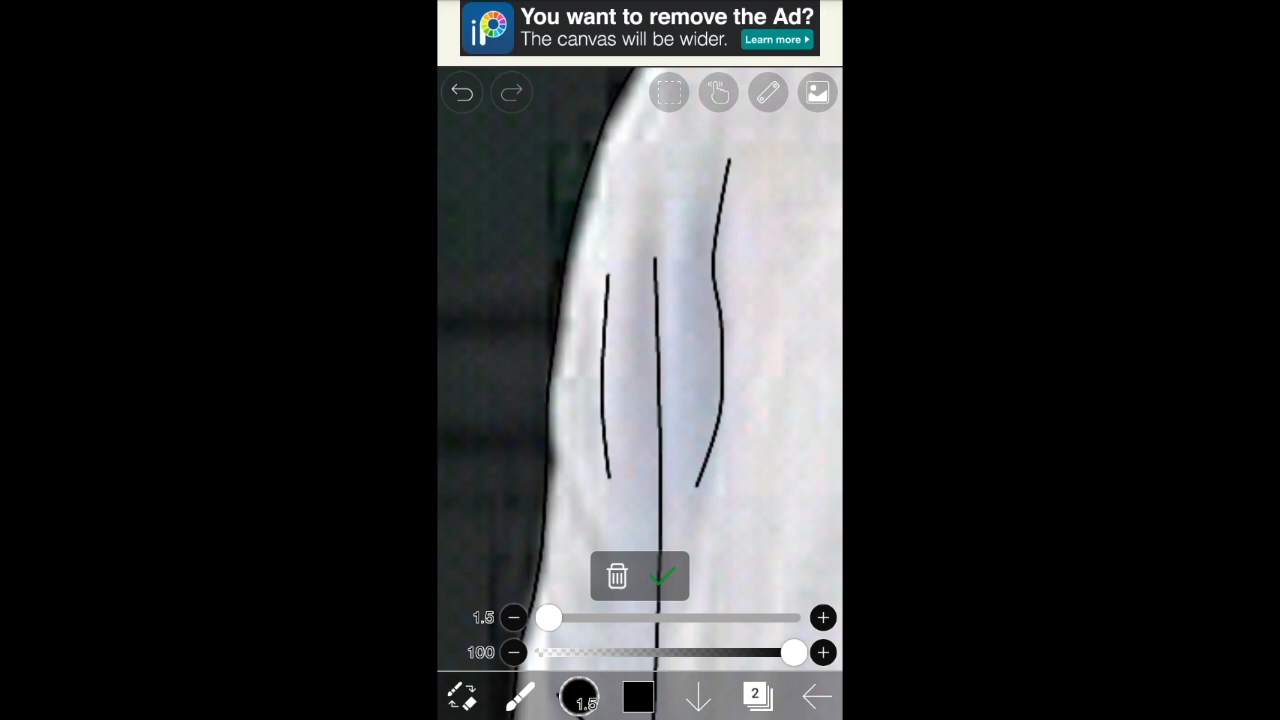 iP
You want to remove the Ad?
The canvas will be wider.
Learn more
1.5
100
1.5
2